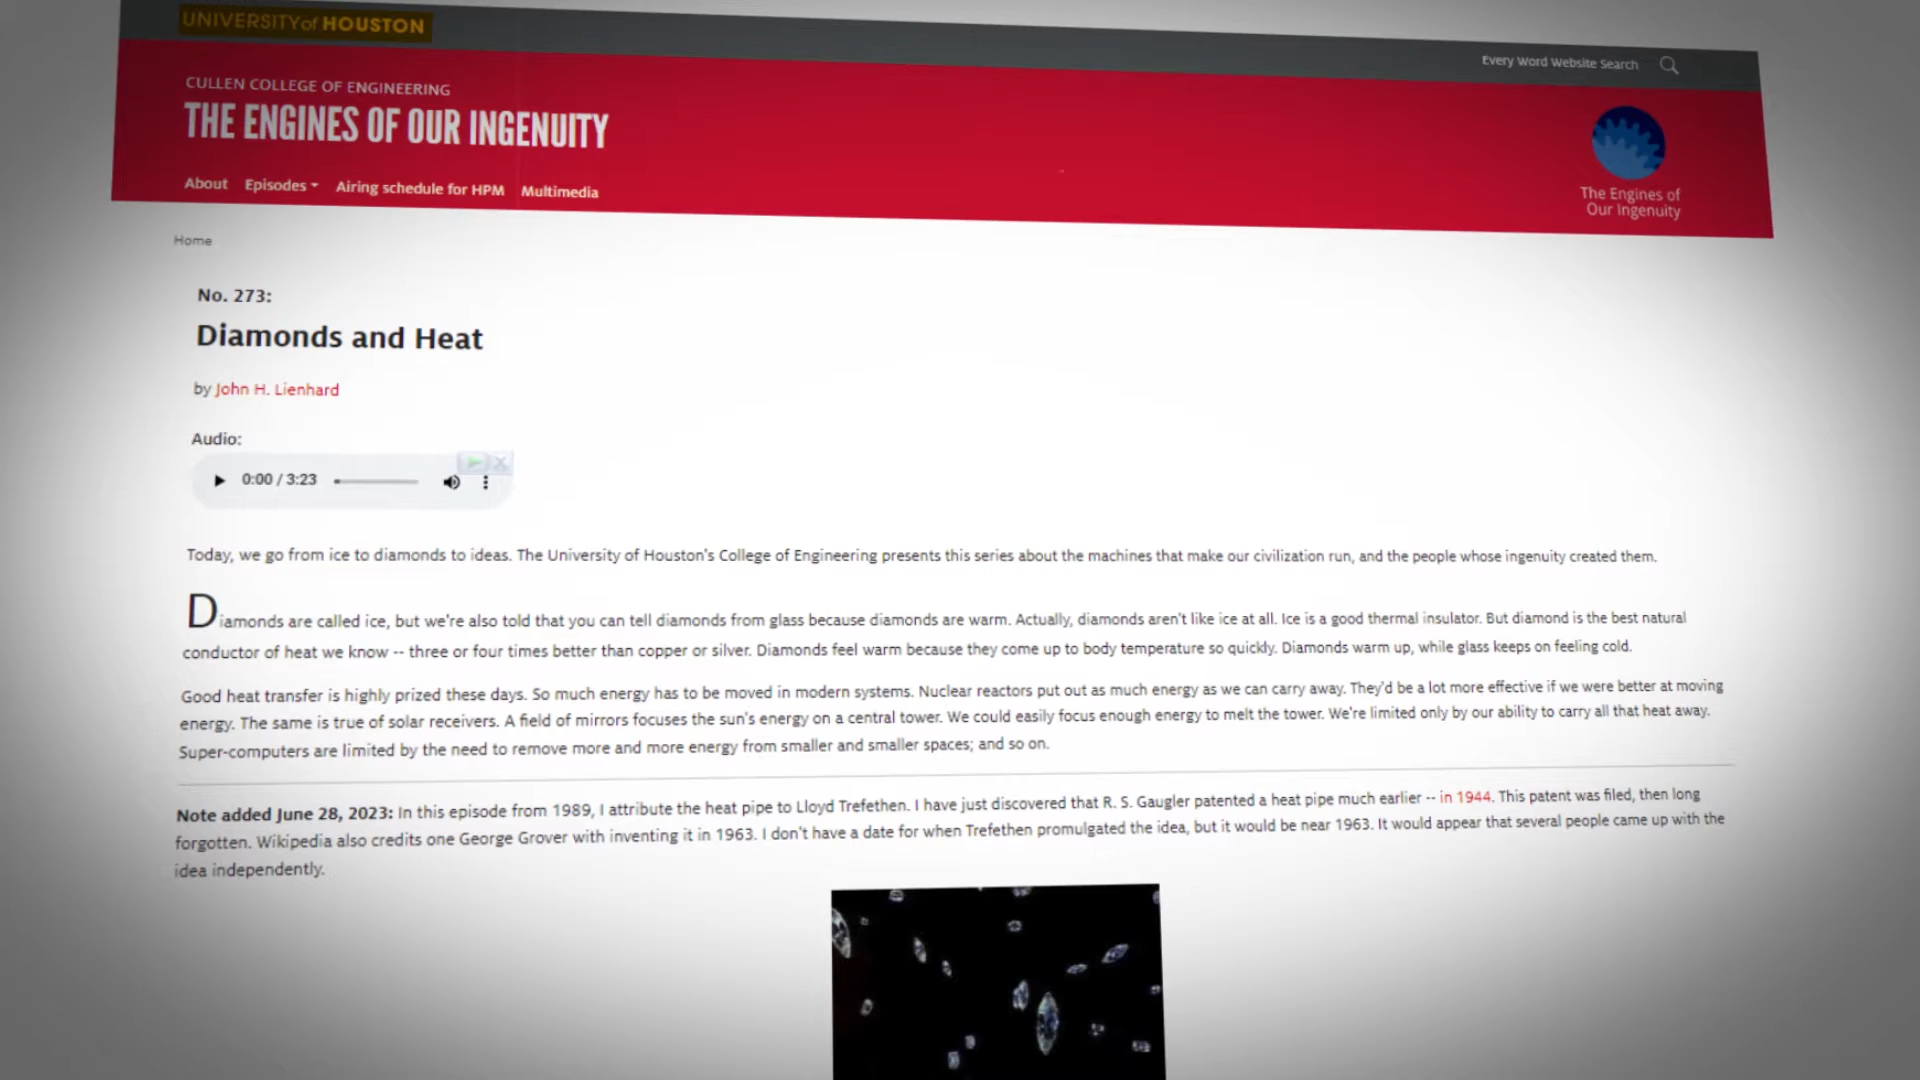 UNIVERSITY of HOUSTON
Every Word Website Search
CULLEN COLLEGE OF ENGINEERING
THE ENGINES OF OUR INGENUITY
About Episodes Airing schedule for HPM Multimedia
The Engines of
Our Ingenuity
Home
No. 273:
Diamonds and Heat
by John H. Lienhard
Audio:
0:00 / 3:23
Today, we go from ice to diamonds to ideas. The University of Houston's College of Engineering presents this series about the machines that make our civilization run, and the people whose ingenuity created them.
Diamonds are called ice, but we're also told that you can tell diamonds from glass because diamonds are warm. Actually, diamonds aren't like ice at all. Ice is a good thermal insulator. But diamond is the best natural
conductor of heat we know -- three or four times better than copper or silver. Diamonds feel warm because they come up to body temperature so quickly. Diamonds warm up, while glass keeps on feeling cold.
Good heat transfer is highly prized these days. So much energy has to be moved in modern systems. Nuclear reactors put out as much energy as we can carry away. They'd be a lot more effective if we were better at moving
energy. The same is true of solar receivers. A field of mirrors focuses the sun's energy on a central tower. We could easily focus enough energy to melt the tower. We're limited only by our ability to carry all that heat away.
Super-computers are limited by the need to remove more and more energy from smaller and smaller spaces; and so on.
Note added June 28, 2023: In this episode from 1989, I attribute the heat pipe to Lloyd Trefethen. I have just discovered that R. S. Gaugler patented a heat pipe much earlier -- in 1944. This patent was filed, then long
forgotten. Wikipedia also credits one George Grover with inventing it in 1963. I don't have a date for when Trefethen promulgated the idea, but it would be near 1963. It would appear that several people came up with the
idea independently.